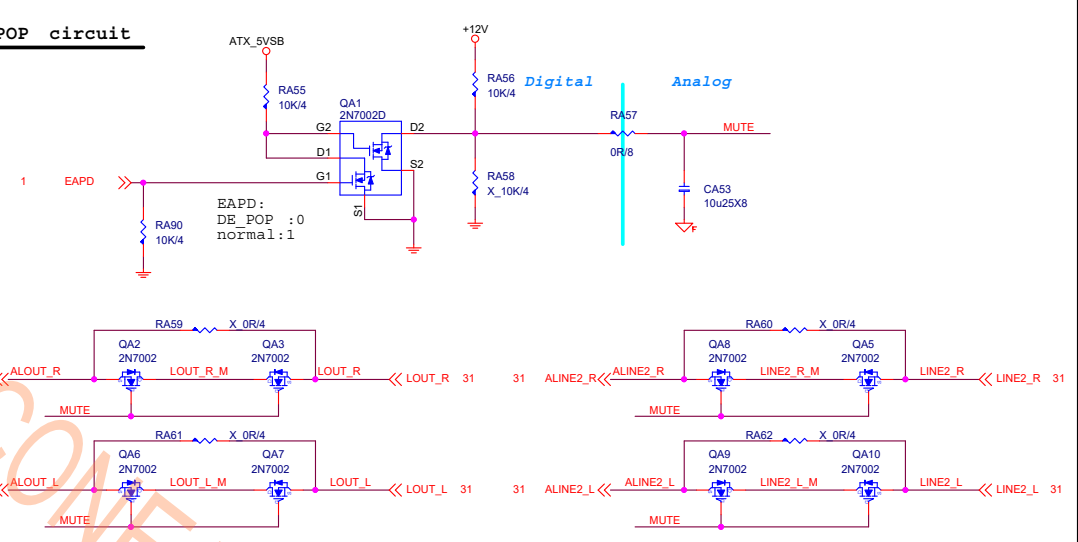 POP circuit
ATX_5VSB
+12V
RA55
10K/4
RA56
10K/4
Digital
Analog
QA1
2N7002D
RA57
G2
D2
MUTE
0R/8
D1
S2
1
EAPD
G1
RA58
X_10K/4
CA53
10u25X8
S1
EAPD:
DE_POP :0
normal:1
RA90
10K/4
F
RA59
X_0R/4
RA60
X_0R/4
QA2
2N7002
QA3
2N7002
QA8
2N7002
QA5
2N7002
ALOUT_R
LOUT_R_M
LOUT_R
LOUT_R
31
31
ALINE2_R
ALINE2_R
LINE2_R_M
LINE2_R
LINE2_R
31
MUTE
MUTE
RA61
X_0R/4
RA62
X_0R/4
QA6
2N7002
QA7
2N7002
QA9
2N7002
QA10
2N7002
ALOUT_L
LOUT_L_M
LOUT_L
LOUT_L
31
31
ALINE2_L
ALINE2_L
LINE2_L_M
LINE2_L
LINE2_L
31
MUTE
MUTE